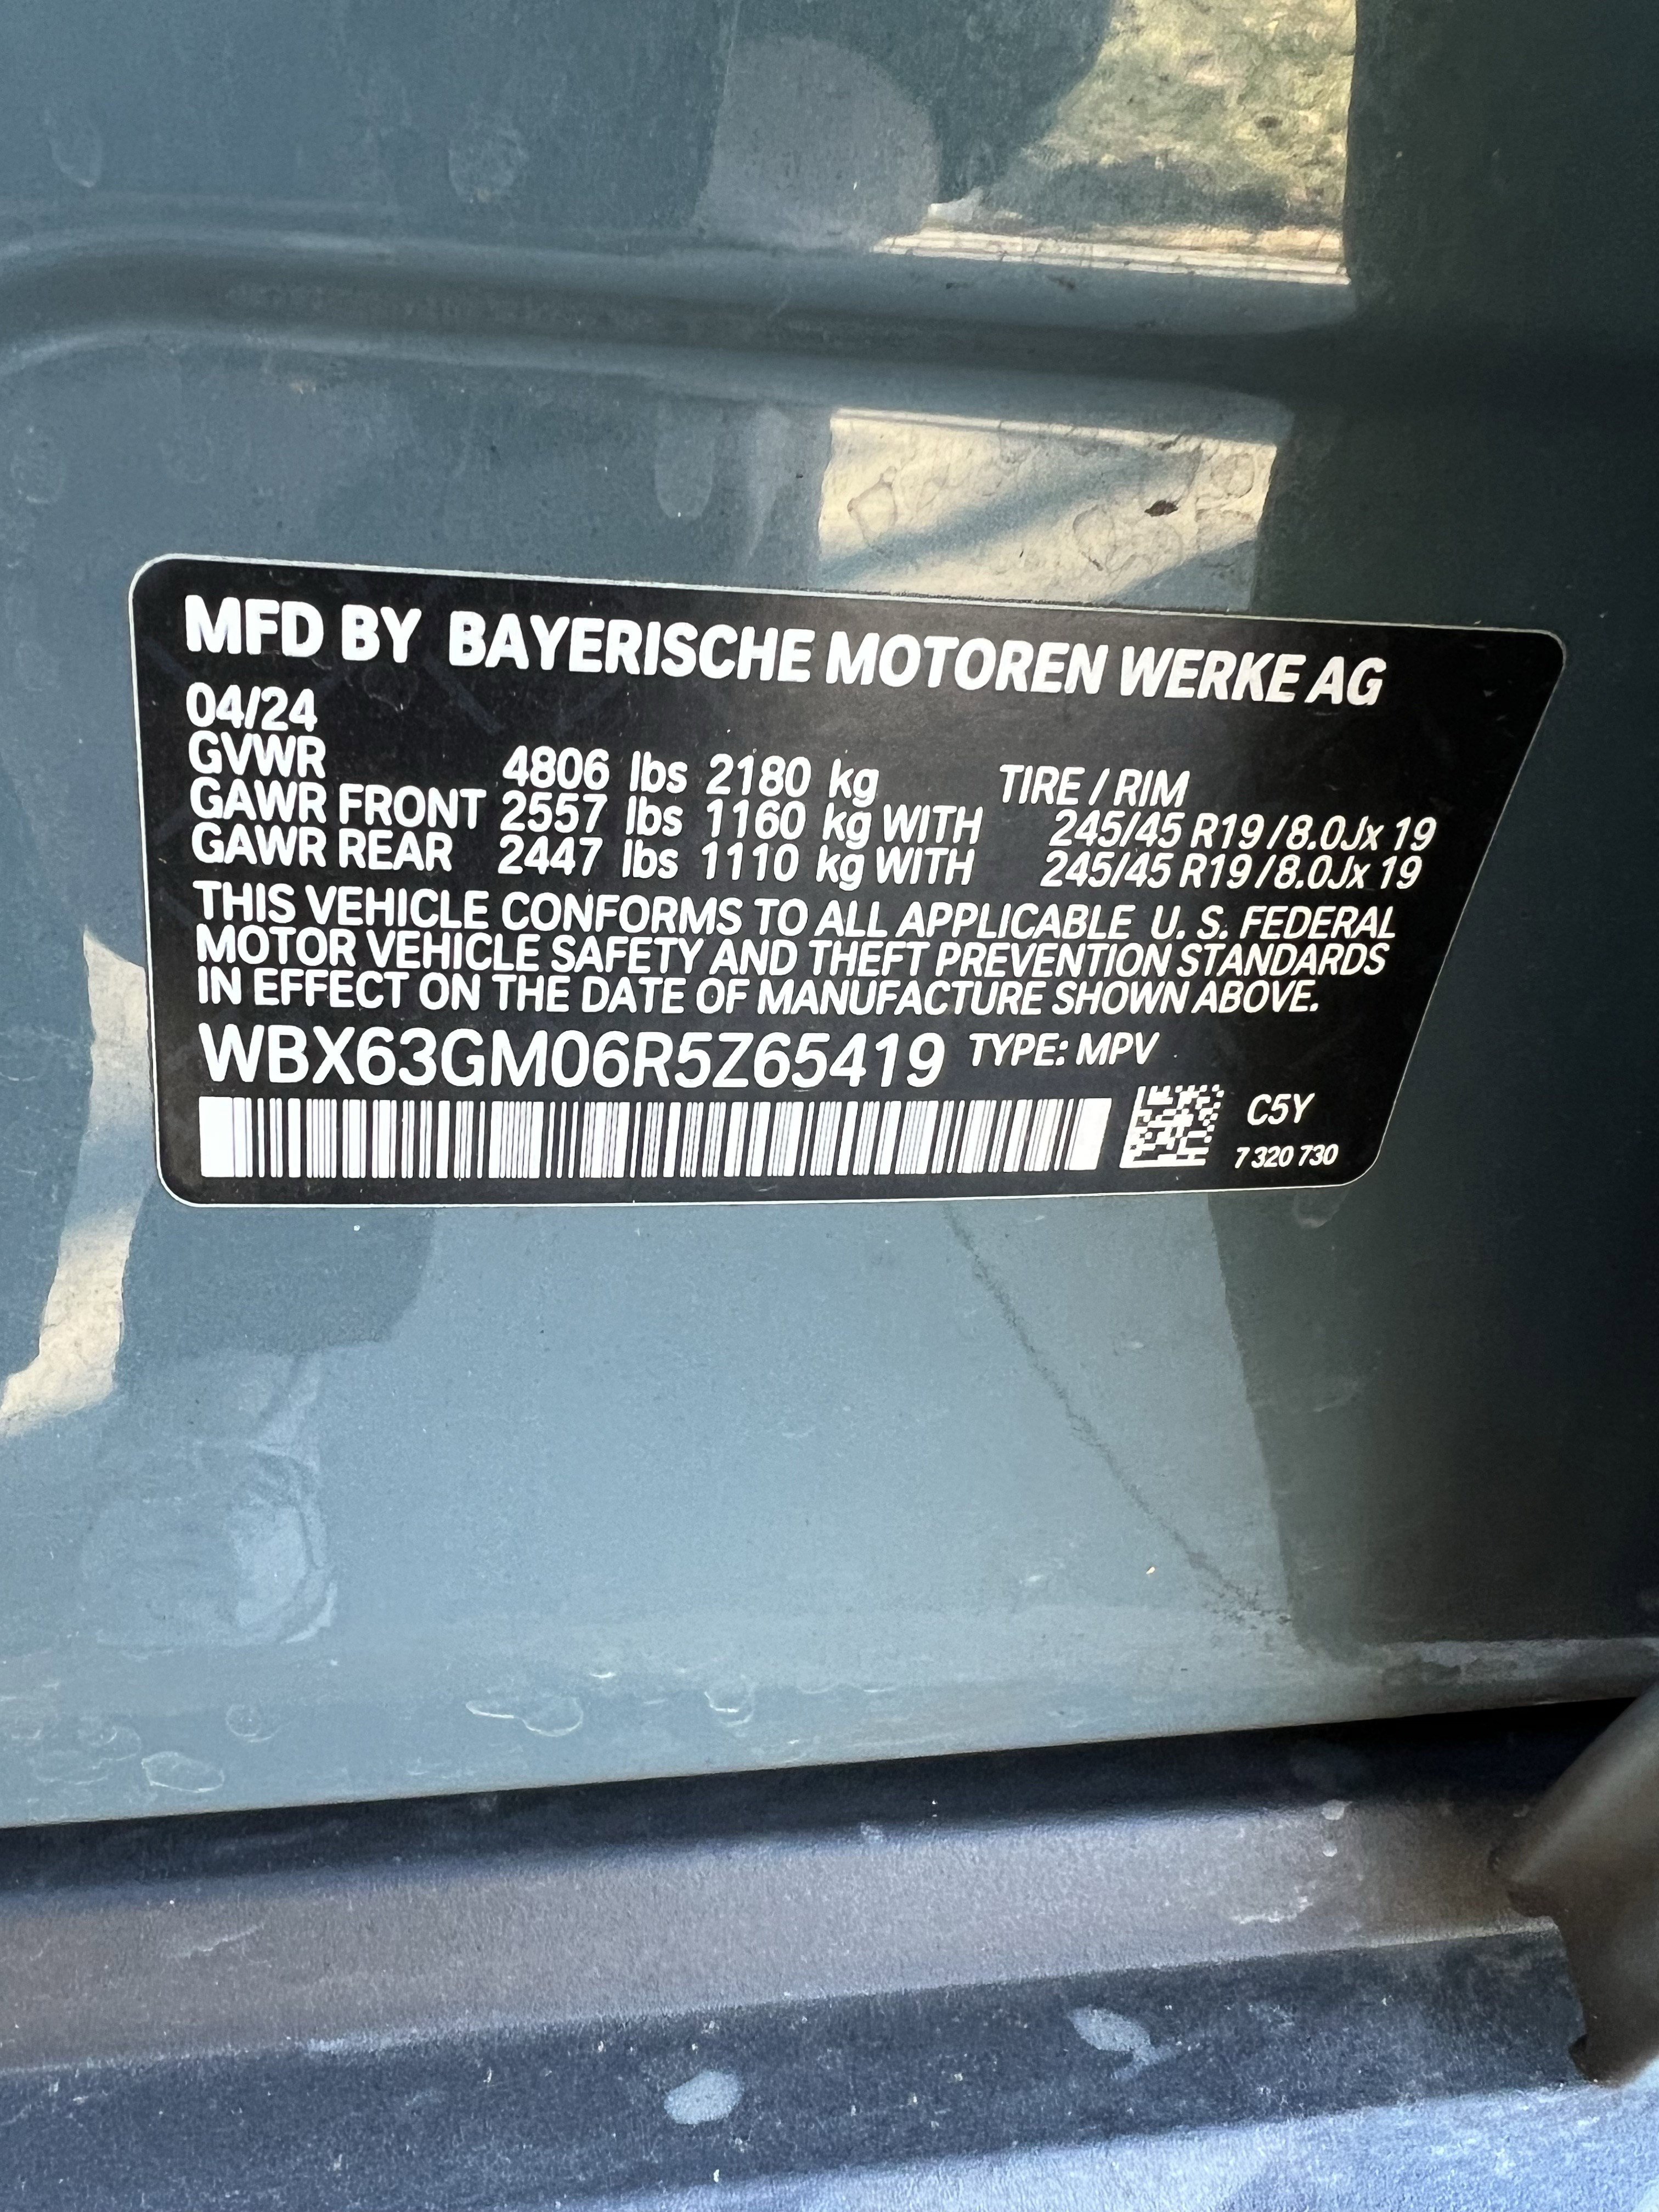 MFD BY BAYERISCHE MOTOREN WERKE AG
04/24
GVWR 4806 lbs 2180 kg TIRE / RIM
GAWR FRONT 2557 lbs 1160 kg WITH 245/45 R19 / 8.0Jx 19
GAWR REAR 2447 lbs 1110 kg WITH 245/45 R19 / 8.0Jx 19
THIS VEHICLE CONFORMS TO ALL APPLICABLE U. S. FEDERAL
MOTOR VEHICLE SAFETY AND THEFT PREVENTION STANDARDS
IN EFFECT ON THE DATE OF MANUFACTURE SHOWN ABOVE.
WBX63GM06R5Z65419 TYPE: MPV
C5Y
7 320 730